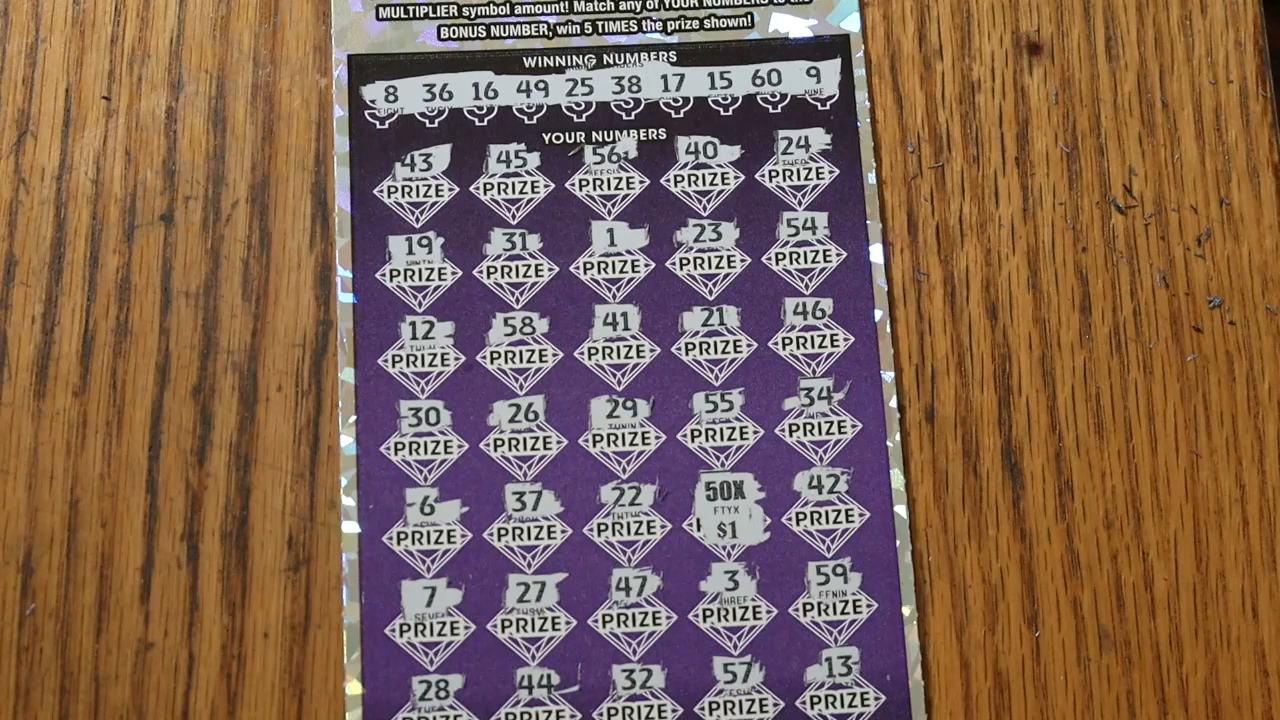 MULTIPLIER symbol amount! Match any of YOUR NUMBERS to the
BONUS NUMBER, win 5 TIMES the prize shown!
WINNING NUMBERS
8 36 16 49 25 38 17 15 60 9
EIGHT NINE
YOUR NUMBERS
43 45 56 40 24
PRIZE PRIZE PRIZE PRIZE PRIZE
19 31 1 23 54
PRIZE PRIZE PRIZE PRIZE PRIZE
12 58 41 21 46
PRIZE PRIZE PRIZE PRIZE PRIZE
30 26 29 55 34
TUNIN
PRIZE PRIZE PRIZE PRIZE PRIZE
6 37 22 50X 42
FTYX
PRIZE PRIZE PRIZE $1 PRIZE
7 27 47 3 59
PRIZE PRIZE PRIZE PRIZE PRIZE
28 44 32 57 13
PRIZE PRIZE PRIZE PRIZE PRIZE